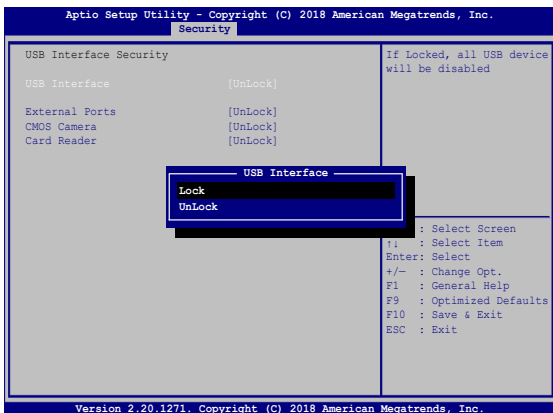 Aptio Setup Utility - Copyright (C) 2018 American Megatrends, Inc.
Security
USB Interface Security
USB Interface [UnLock]
External Ports [UnLock]
CMOS Camera [UnLock]
Card Reader [UnLock]
If Locked, all USB device
will be disabled
USB Interface
Lock
UnLock
: Select Screen
↑↓ : Select Item
Enter: Select
+/— : Change Opt.
F1 : General Help
F9 : Optimized Defaults
F10 : Save & Exit
ESC : Exit
Version 2.20.1271. Copyright (C) 2018 American Megatrends, Inc.